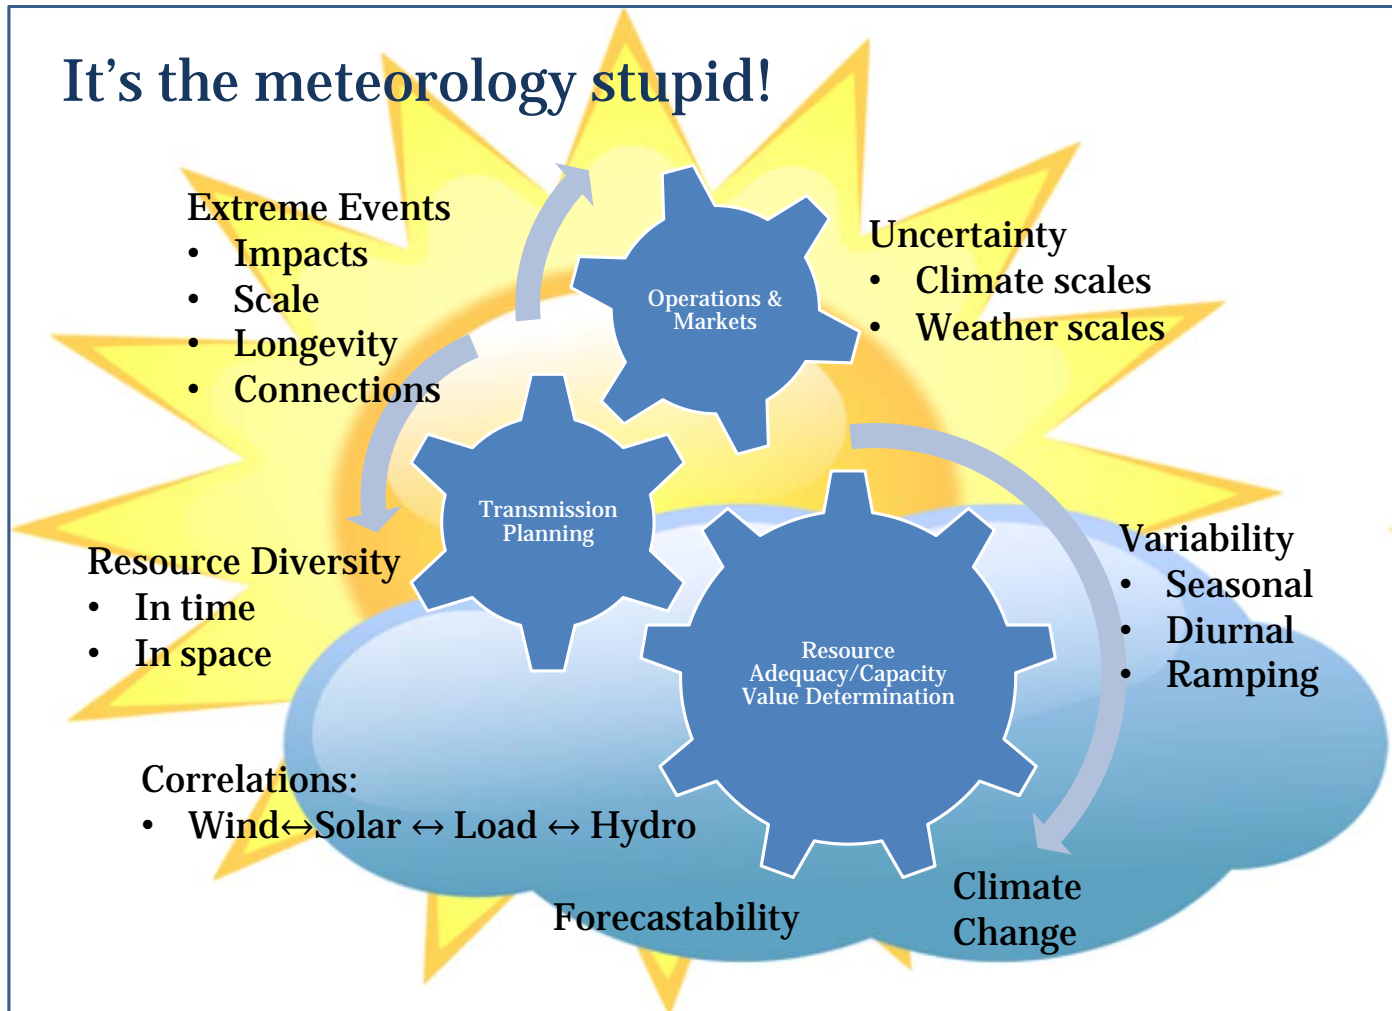 It's the meteorology stupid!
Extreme Events
• Impacts
• Scale
• Longevity
• Connections
Operations &
Markets
Uncertainty
• Climate scales
• Weather scales
Transmission
Planning
Resource Diversity
• In time
• In space
Resource
Adequacy/Capacity
Value Determination
Variability
• Seasonal
• Diurnal
• Ramping
Correlations:
• Wind↔Solar ↔ Load ↔ Hydro
Forecastability
Climate
Change